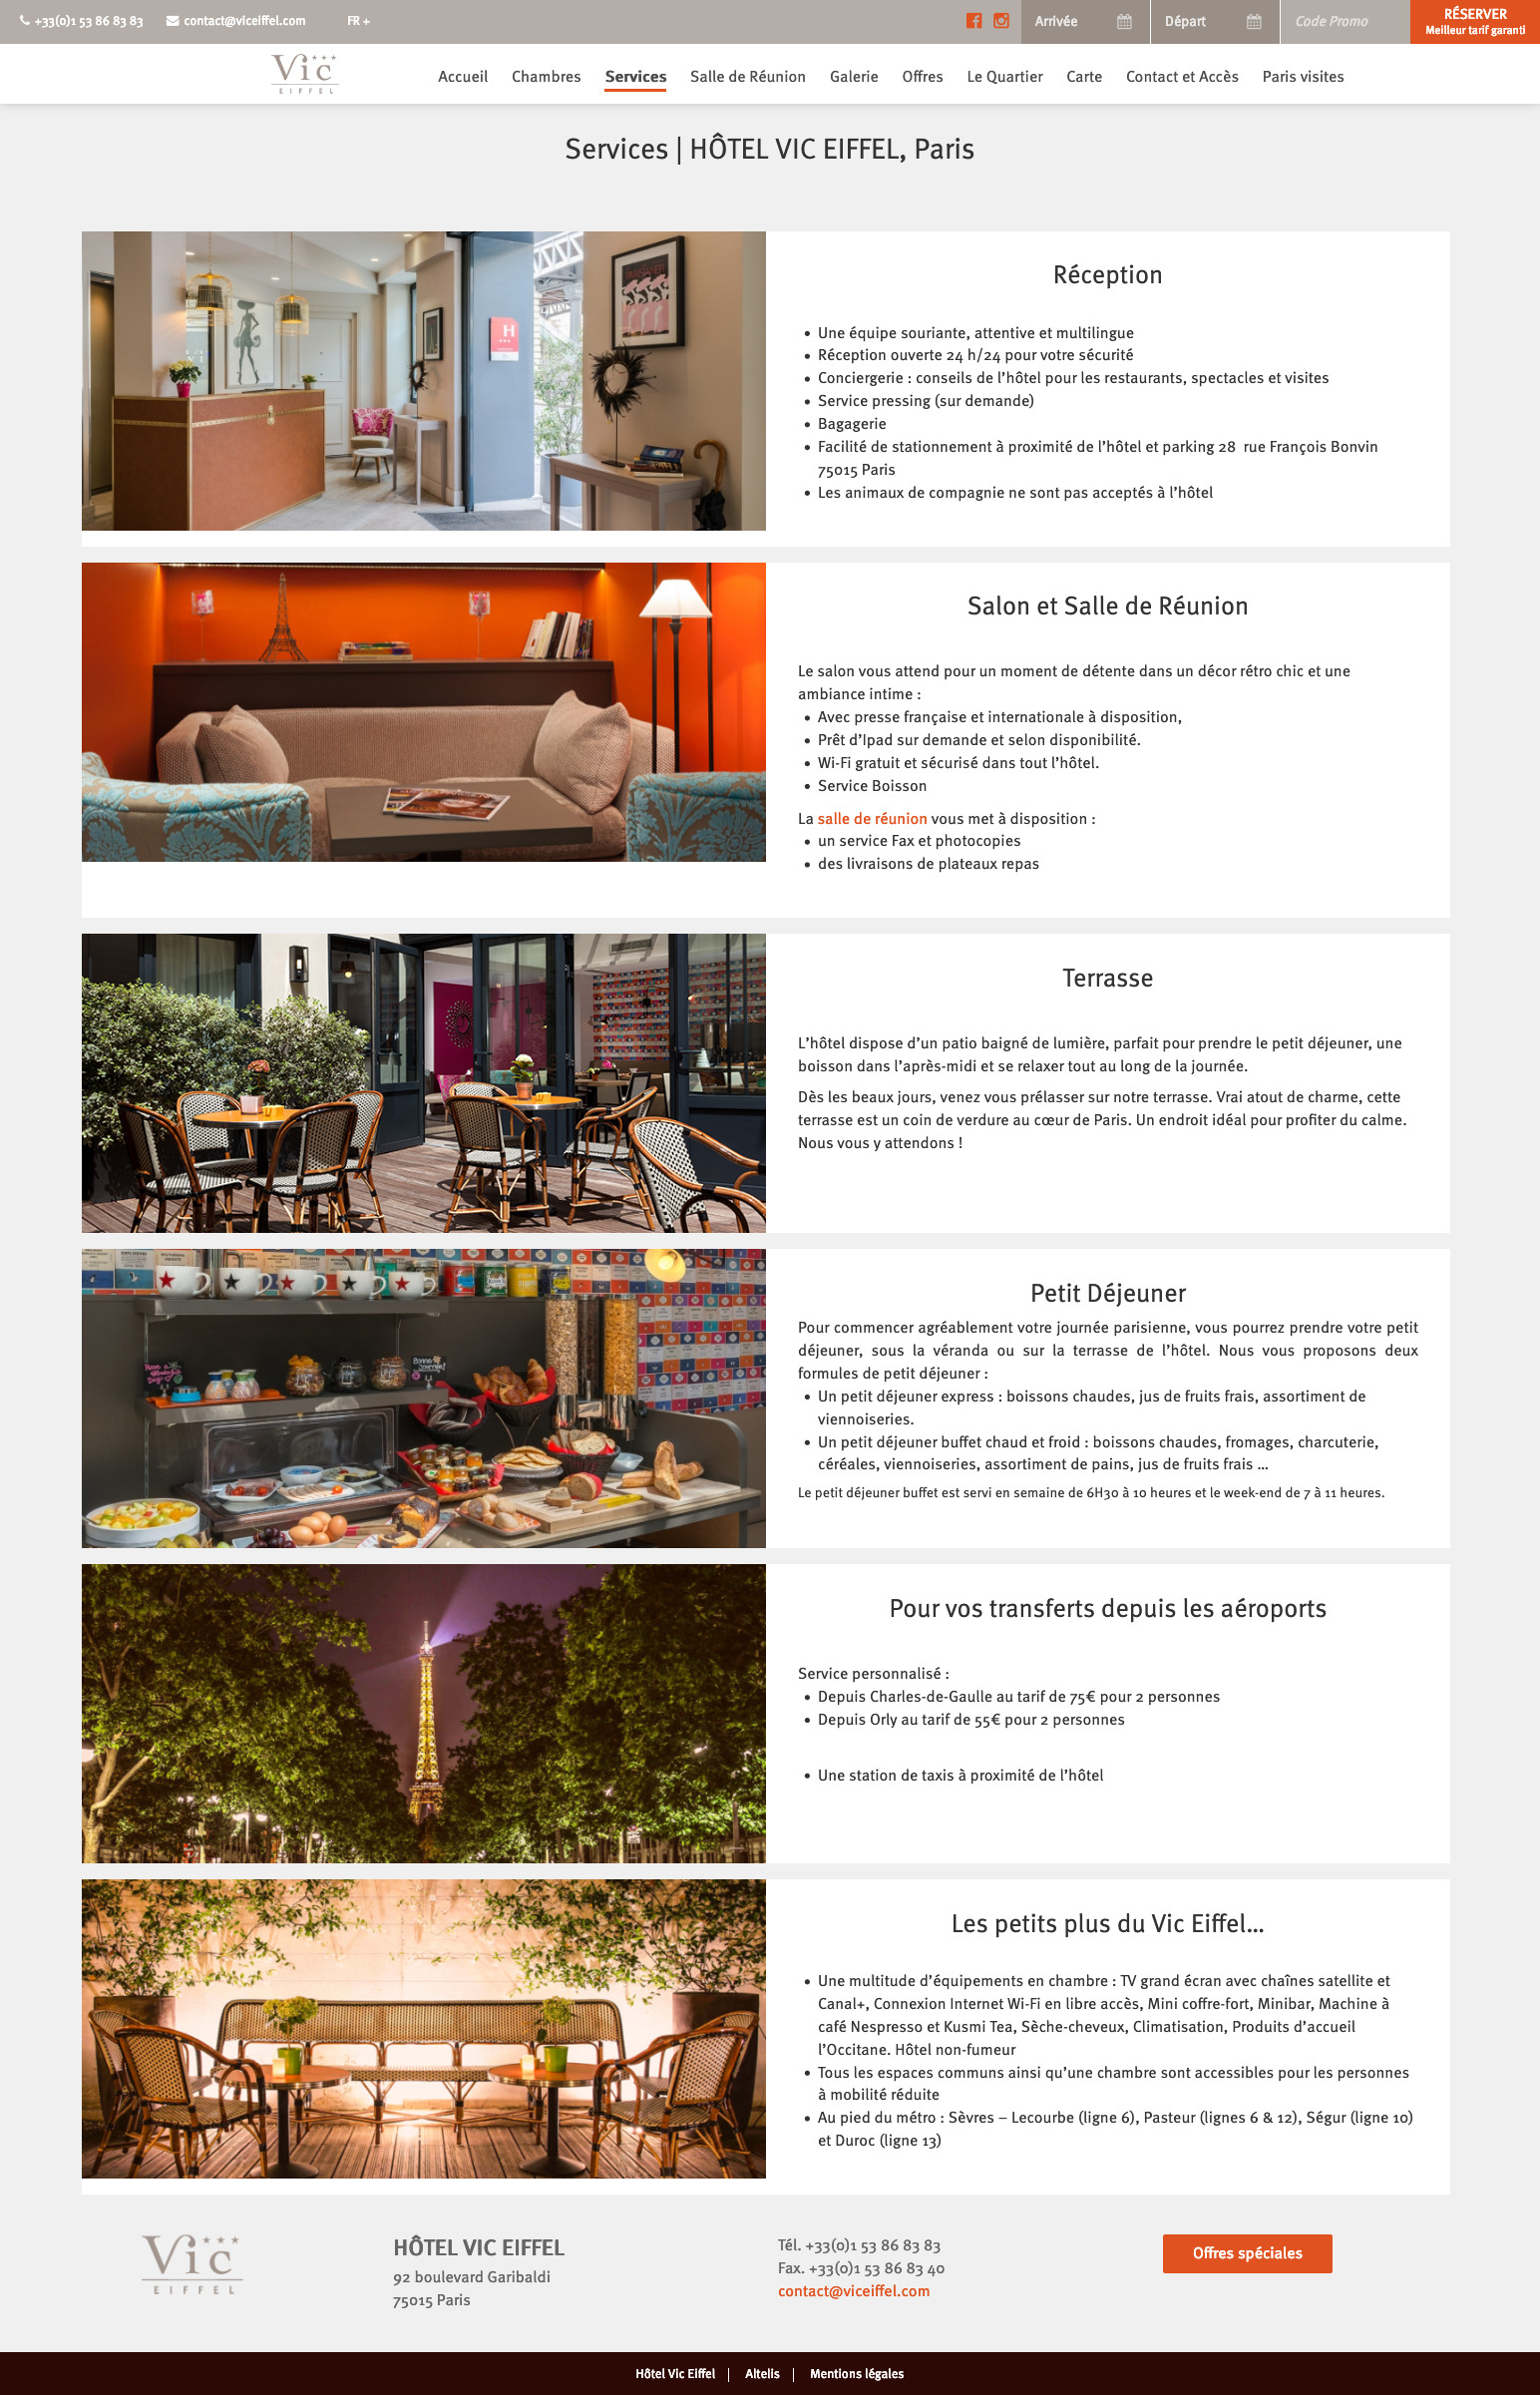 +33(0)1 53 86 83 83 contact@viceiffel.com FR +
Arrivée Départ Code Promo RÉSERVER
Meilleur tarif garanti
Vic
EIFFEL
Accueil Chambres Services Salle de Réunion Galerie Offres Le Quartier Carte Contact et Accès Paris visites
Services | HÔTEL VIC EIFFEL, Paris
H
Réception
• Une équipe souriante, attentive et multilingue
• Réception ouverte 24 h/24 pour votre sécurité
• Conciergerie : conseils de l’hôtel pour les restaurants, spectacles et visites
• Service pressing (sur demande)
• Bagagerie
• Facilité de stationnement à proximité de l’hôtel et parking 28 rue François Bonvin
75015 Paris
• Les animaux de compagnie ne sont pas acceptés à l’hôtel
Salon et Salle de Réunion
Le salon vous attend pour un moment de détente dans un décor rétro chic et une
ambiance intime :
• Avec presse française et internationale à disposition,
• Prêt d’Ipad sur demande et selon disponibilité.
• Wi-Fi gratuit et sécurisé dans tout l’hôtel.
• Service Boisson
La salle de réunion vous met à disposition :
• un service Fax et photocopies
• des livraisons de plateaux repas
Terrasse
L’hôtel dispose d’un patio baigné de lumière, parfait pour prendre le petit déjeuner, une
boisson dans l’après-midi et se relaxer tout au long de la journée.
Dès les beaux jours, venez vous prélasser sur notre terrasse. Vrai atout de charme, cette
terrasse est un coin de verdure au cœur de Paris. Un endroit idéal pour profiter du calme.
Nous vous y attendons !
Petit Déjeuner
Pour commencer agréablement votre journée parisienne, vous pourrez prendre votre petit
déjeuner, sous la véranda ou sur la terrasse de l’hôtel. Nous vous proposons deux
formules de petit déjeuner :
• Un petit déjeuner express : boissons chaudes, jus de fruits frais, assortiment de
viennoiseries.
• Un petit déjeuner buffet chaud et froid : boissons chaudes, fromages, charcuterie,
céréales, viennoiseries, assortiment de pains, jus de fruits frais …
Le petit déjeuner buffet est servi en semaine de 6H30 à 10 heures et le week-end de 7 à 11 heures.
Pour vos transferts depuis les aéroports
Service personnalisé :
• Depuis Charles-de-Gaulle au tarif de 75€ pour 2 personnes
• Depuis Orly au tarif de 55€ pour 2 personnes
• Une station de taxis à proximité de l’hôtel
Les petits plus du Vic Eiffel…
• Une multitude d’équipements en chambre : TV grand écran avec chaînes satellite et
Canal+, Connexion Internet Wi-Fi en libre accès, Mini coffre-fort, Minibar, Machine à
café Nespresso et Kusmi Tea, Sèche-cheveux, Climatisation, Produits d’accueil
l’Occitane. Hôtel non-fumeur
• Tous les espaces communs ainsi qu’une chambre sont accessibles pour les personnes
à mobilité réduite
• Au pied du métro : Sèvres – Lecourbe (ligne 6), Pasteur (lignes 6 & 12), Ségur (ligne 10)
et Duroc (ligne 13)
Vic
EIFFEL
HÔTEL VIC EIFFEL
92 boulevard Garibaldi
75015 Paris
Tél. +33(0)1 53 86 83 83
Fax. +33(0)1 53 86 83 40
contact@viceiffel.com
Offres spéciales
Hôtel Vic Eiffel | Altelis | Mentions légales